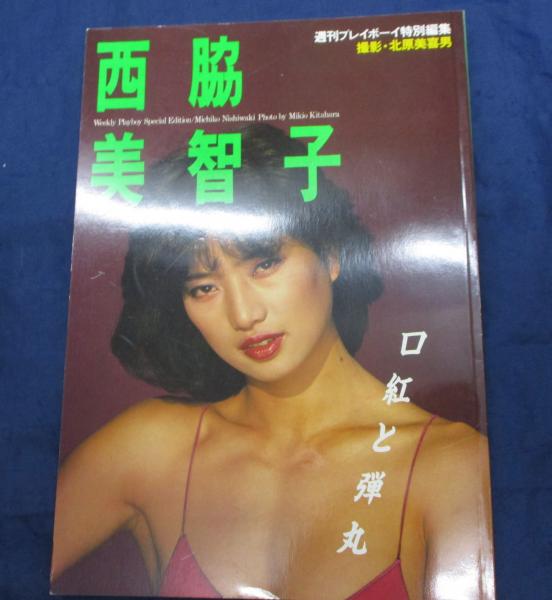 週刊プレイボーイ特別編集
撮影・北原美喜男
西脇
Weekly Playboy Special Edition/Michiko Nishiwaki Photo by Mikio Kitahara
美智子
口紅と弾丸